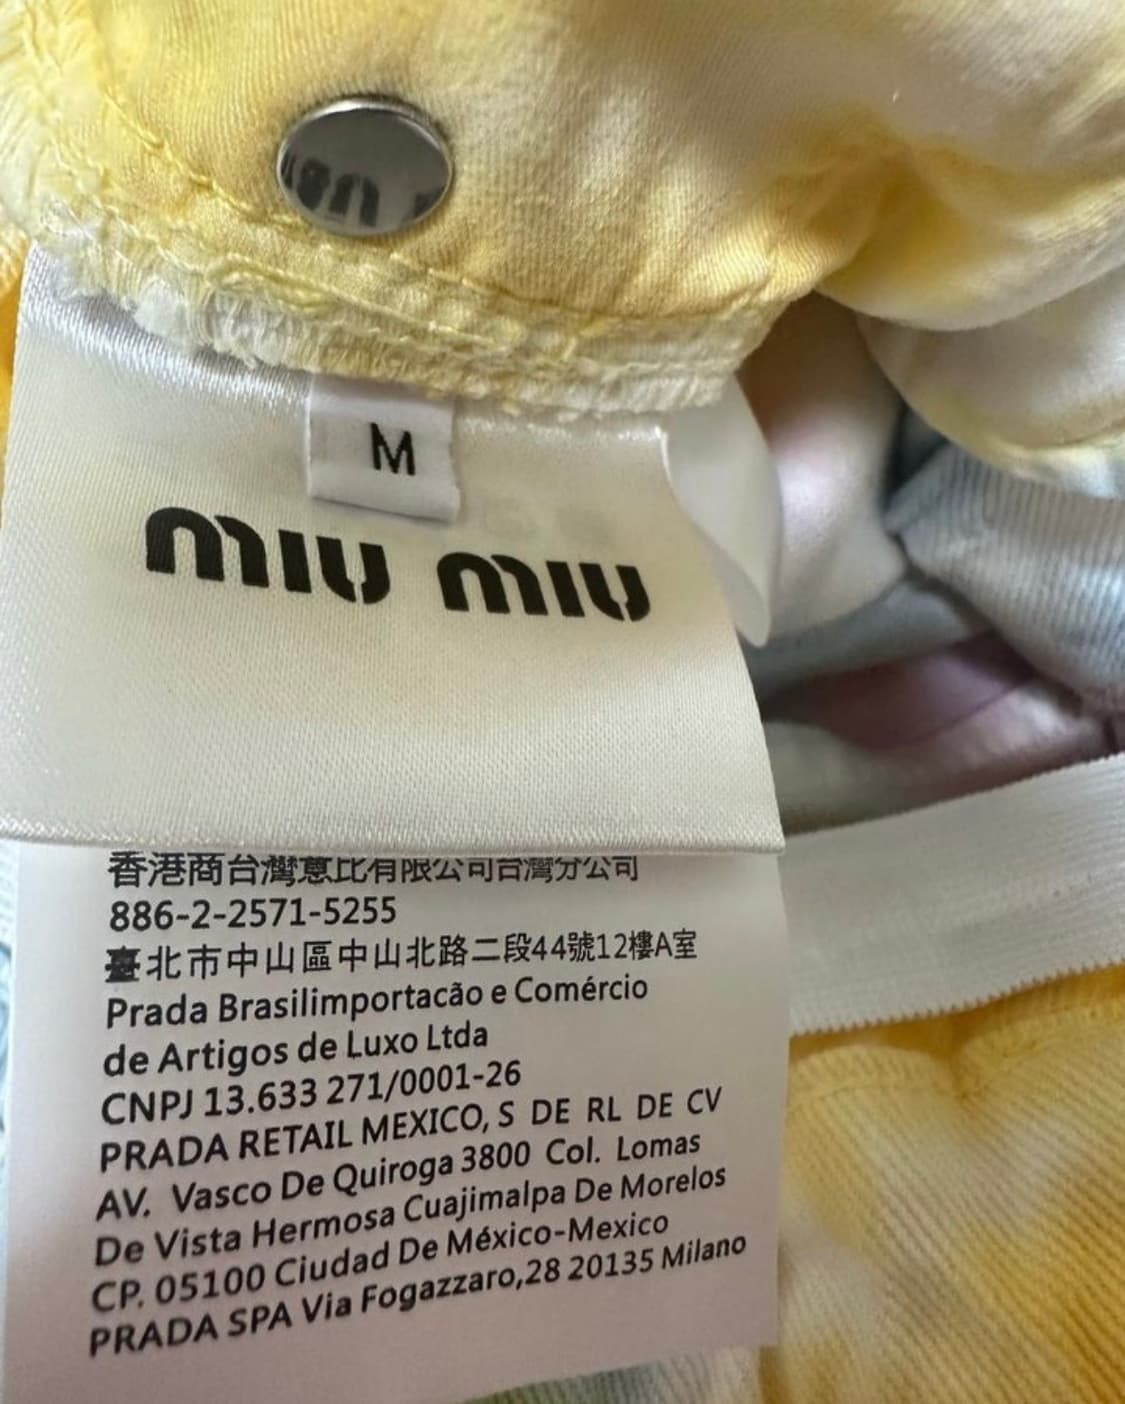 M
miu miu
香港商台灣意比有限公司台灣分公司
886-2-2571-5255
臺北市中山區中山北路二段44號12樓A室
Prada Brasilimportacão e Comércio
de Artigos de Luxo Ltda
CNPJ 13.633 271/0001-26
PRADA RETAIL MEXICO, S DE RL DE CV
AV. Vasco De Quiroga 3800 Col. Lomas
De Vista Hermosa Cuajimalpa De Morelos
CP. 05100 Ciudad De México-Mexico
PRADA SPA Via Fogazzaro,28 20135 Milano